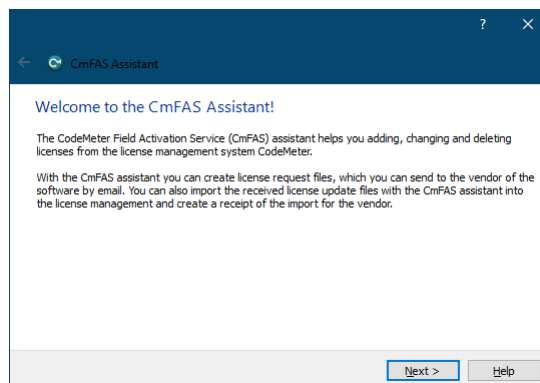 ?
CmFAS Assistant
Welcome to the CmFAS Assistant!
The CodeMeter Field Activation Service (CmFAS) assistant helps you adding, changing and deleting
licenses from the license management system CodeMeter.
With the CmFAS assistant you can create license request files, which you can send to the vendor of the
software by email. You can also import the received license update files with the CmFAS assistant into
the license management and create a receipt of the import for the vendor.
Next > Help